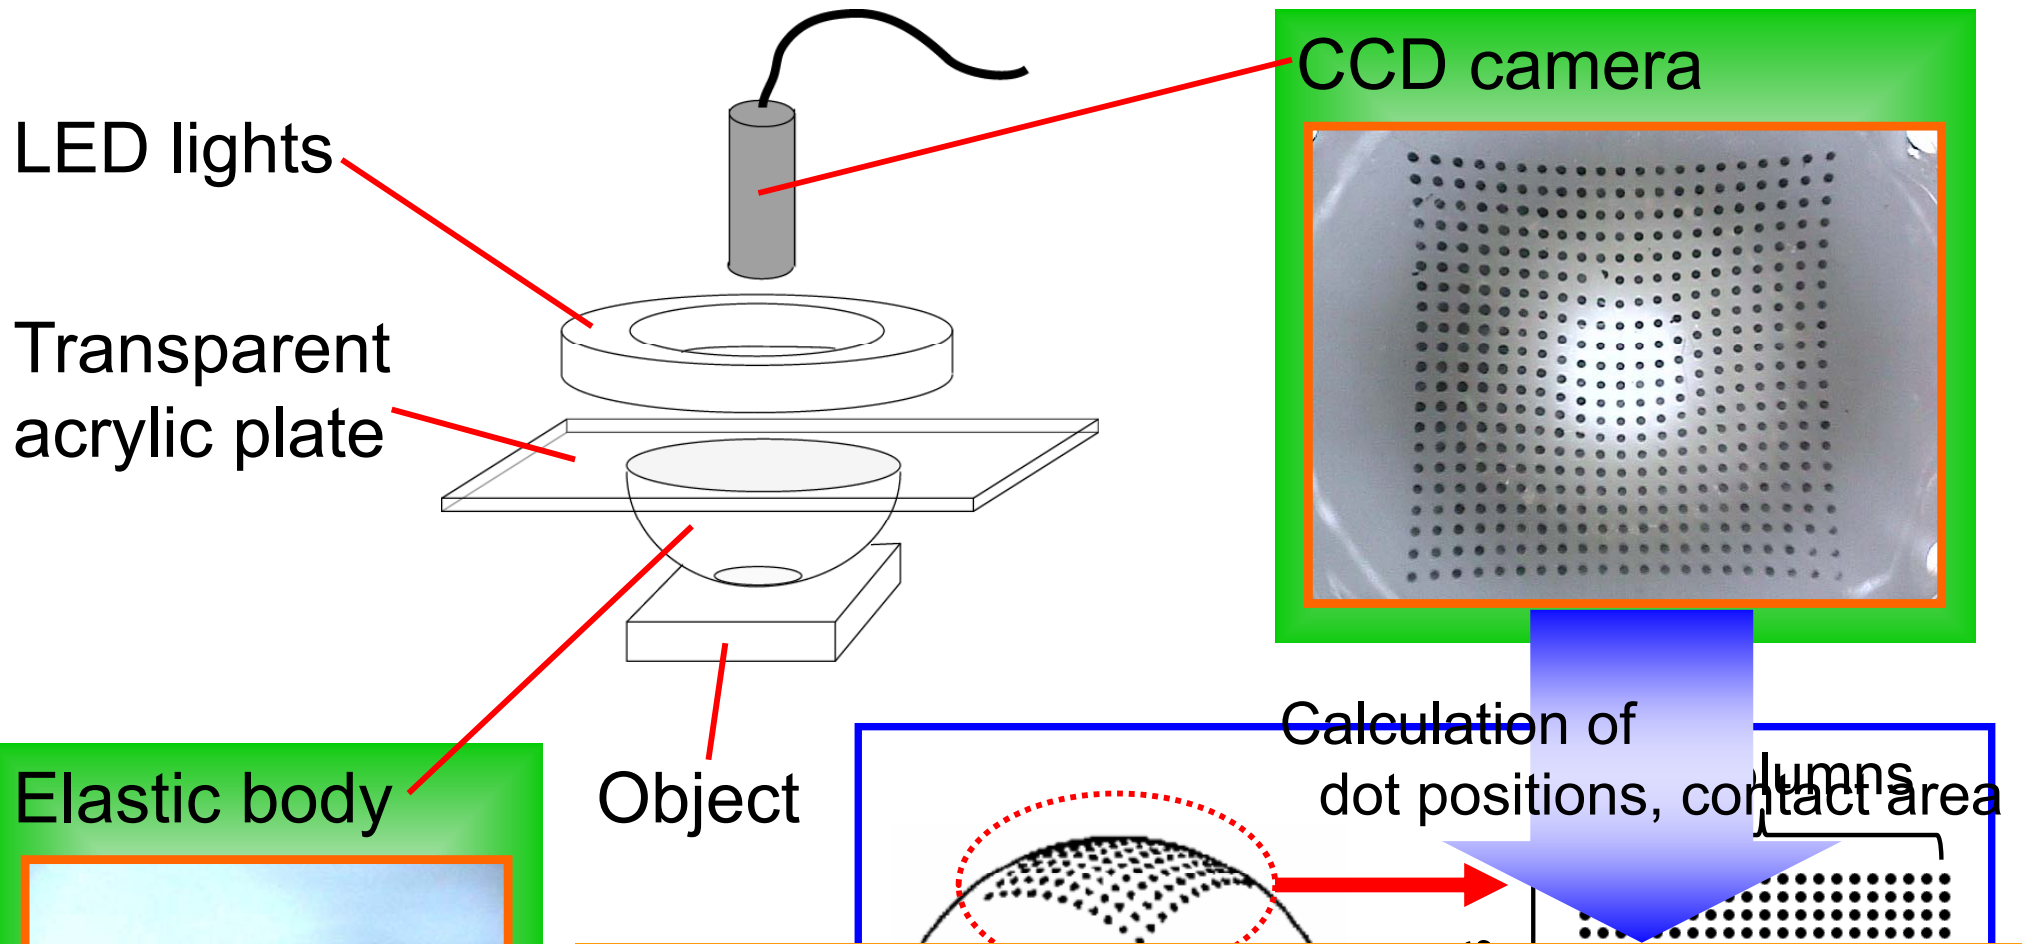 CCD camera
LED lights
Transparent
acrylic plate
Calculation of
dot positions, contact area
Elastic body
Object